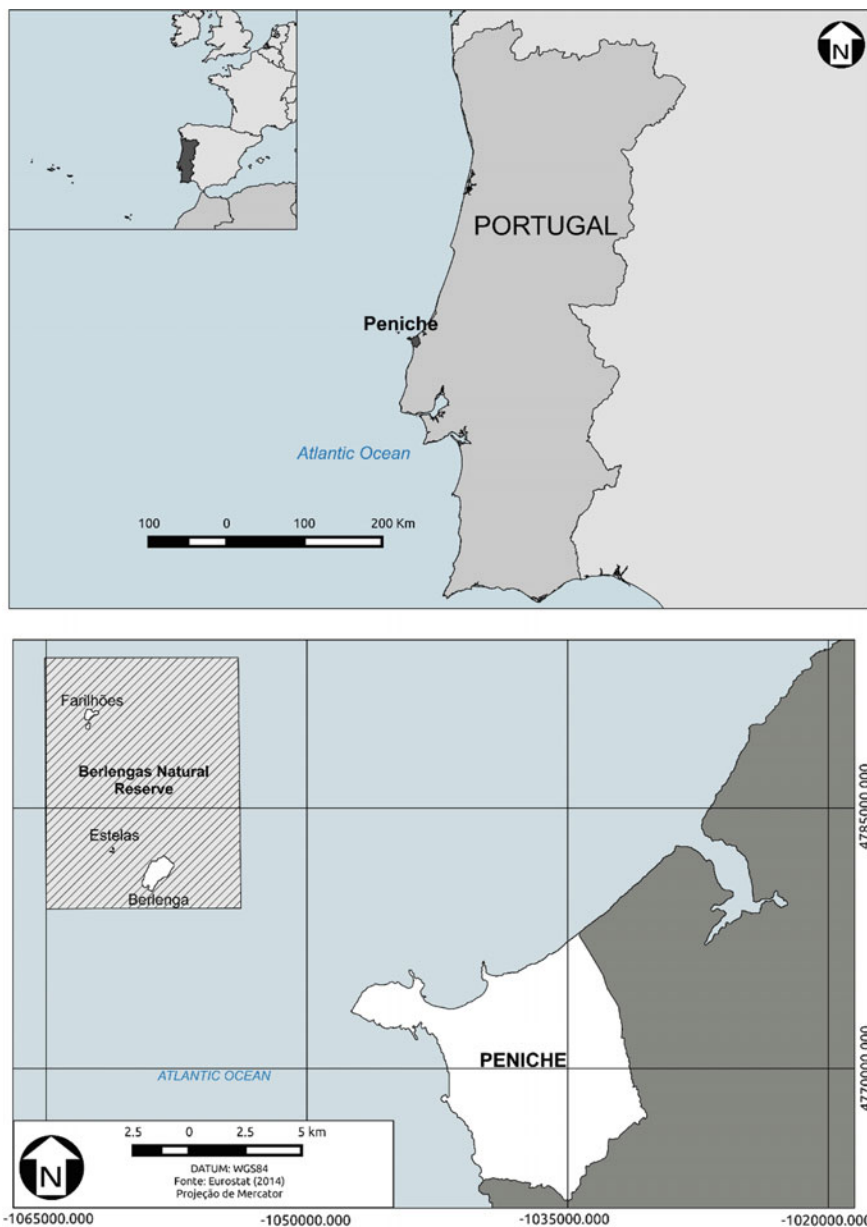 N
PORTUGAL
Peniche
Atlantic Ocean
100 0 100 200 Km
Farilhões
Berlengas Natural
Reserve
Estelas
Berlenga
4785000.000
PENICHE
4770000.000
ATLANTIC OCEAN
2.5 0 2.5 5 km
N
DATUM: WGS84
Fonte: Eurostat (2014)
Projeção de Mercator
-1065000.000 -1050000.000 -1035000.000 -1020000.000